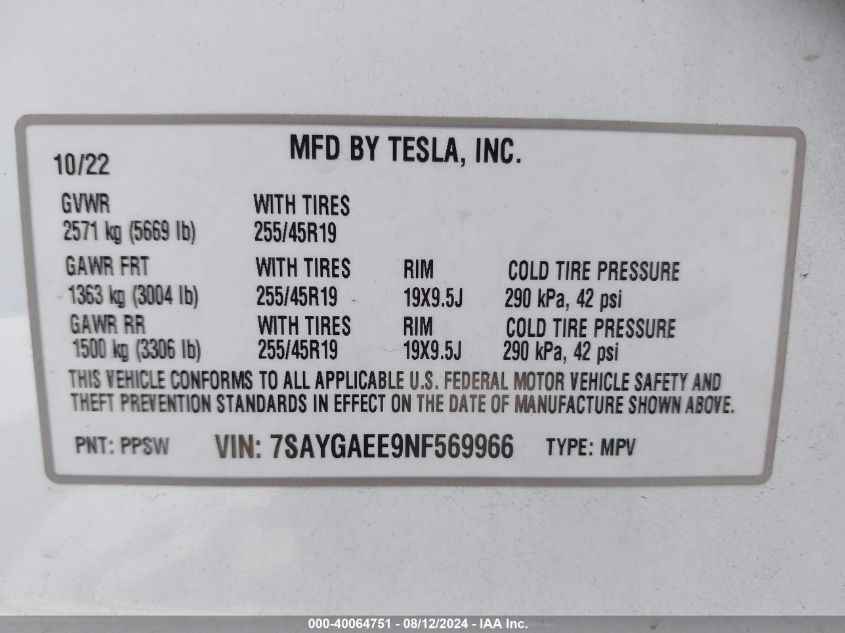 MFD BY TESLA, INC.
10/22
GVWR WITH TIRES
2571 kg (5669 lb) 255/45R19
GAWR FRT WITH TIRES RIM COLD TIRE PRESSURE
1363 kg (3004 lb) 255/45R19 19X9.5J 290 kPa, 42 psi
GAWR RR WITH TIRES RIM COLD TIRE PRESSURE
1500 kg (3306 lb) 255/45R19 19X9.5J 290 kPa, 42 psi
THIS VEHICLE CONFORMS TO ALL APPLICABLE U.S. FEDERAL MOTOR VEHICLE SAFETY AND
THEFT PREVENTION STANDARDS IN EFFECT ON THE DATE OF MANUFACTURE SHOWN ABOVE.
PNT: PPSW VIN: 7SAYGAEE9NF569966 TYPE: MPV
000-40064751 - 08/12/2024 - IAA Inc.